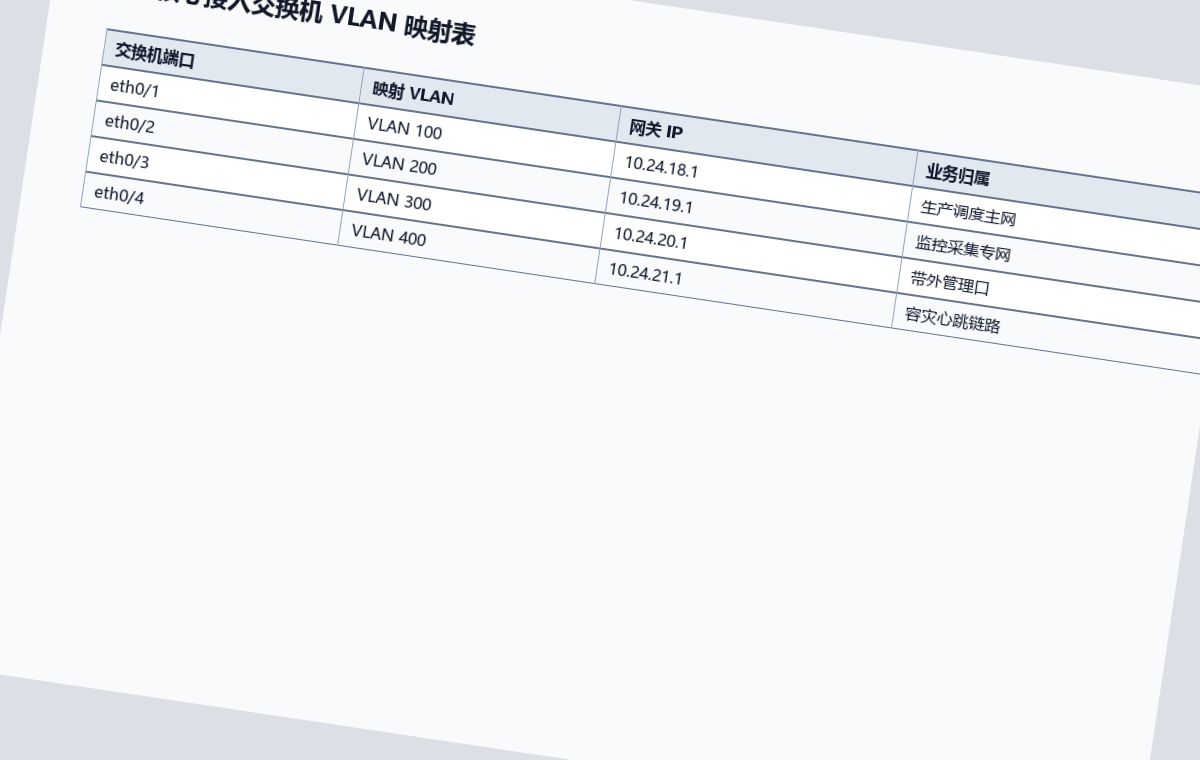 接入交换机 VLAN 映射表
交换机端口 映射 VLAN 网关 IP 业务归属
eth0/1 VLAN 100 10.24.18.1 生产调度主网
eth0/2 VLAN 200 10.24.19.1 监控采集专网
eth0/3 VLAN 300 10.24.20.1 带外管理口
eth0/4 VLAN 400 10.24.21.1 容灾心跳链路